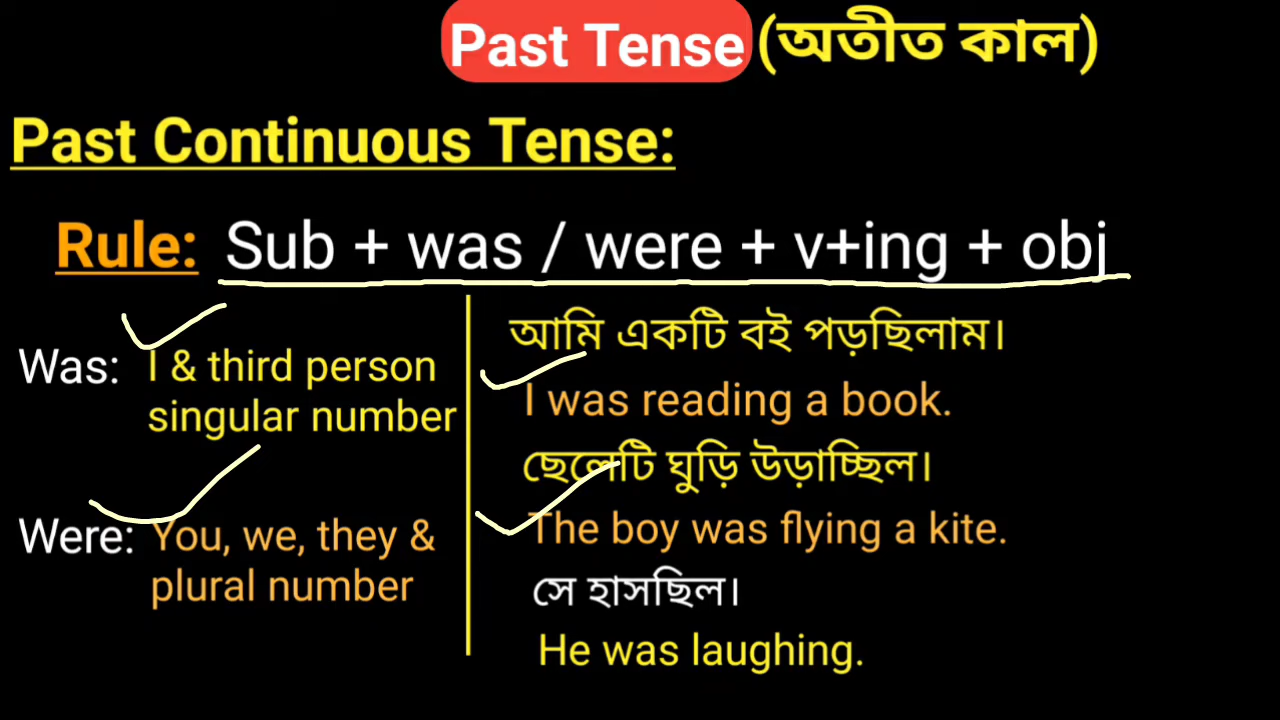 Past Tense (অতীত কাল)
Past Continuous Tense:
Rule: Sub + was / were + v+ing + obj
Was: I & third person
singular number
Were: You, we, they &
plural number
আমি একটি বই পড়ছিলাম।
I was reading a book.
ছেলেটি ঘুড়ি উড়াচ্ছিল।
The boy was flying a kite.
সে হাসছিল।
He was laughing.